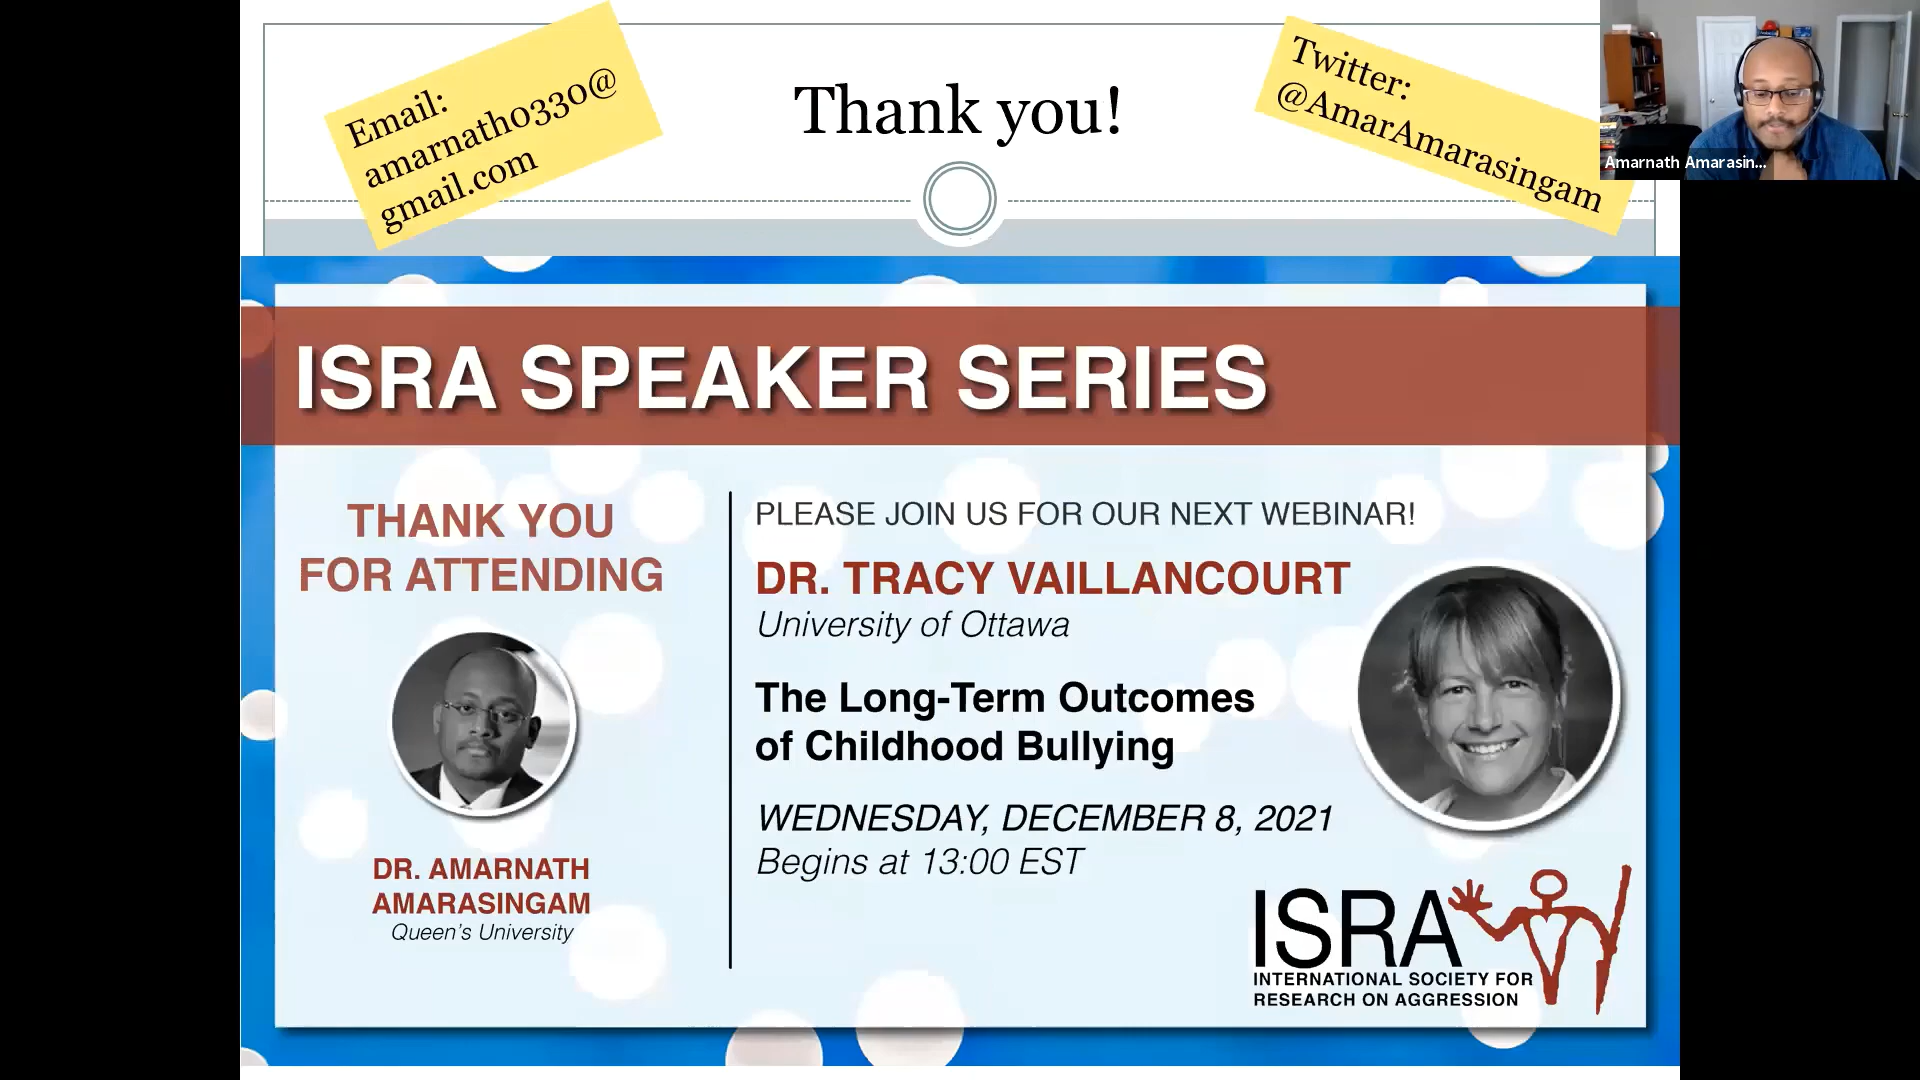 Email:
amarnath0330@
gmail.com
Thank you!
Twitter:
@AmarAmarasingam
Amarnath Amarasin...
ISRA SPEAKER SERIES
THANK YOU
FOR ATTENDING
DR. AMARNATH
AMARASINGAM
Queen's University
PLEASE JOIN US FOR OUR NEXT WEBINAR!
DR. TRACY VAILLANCOURT
University of Ottawa
The Long-Term Outcomes
of Childhood Bullying
WEDNESDAY, DECEMBER 8, 2021
Begins at 13:00 EST
ISRA
INTERNATIONAL SOCIETY FOR
RESEARCH ON AGGRESSION